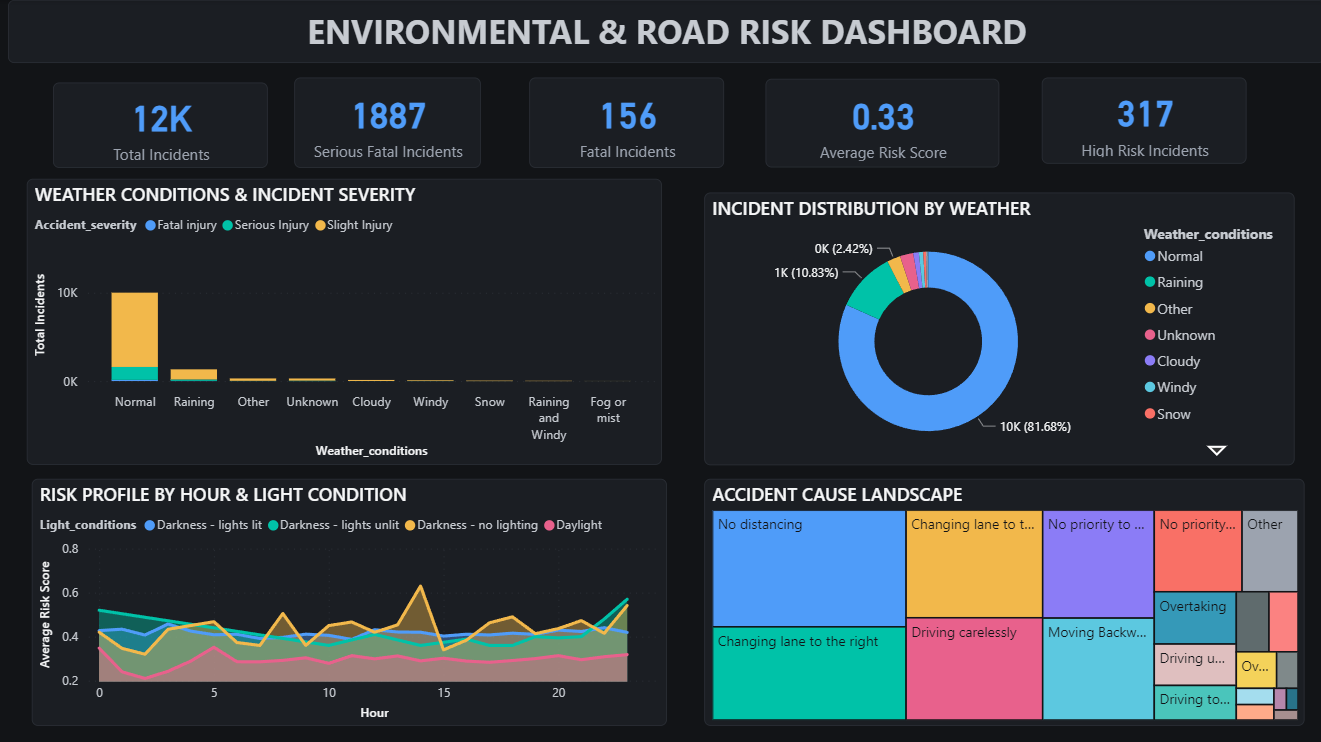 ENVIRONMENTAL & ROAD RISK DASHBOARD
12K
Total Incidents
1887
Serious Fatal Incidents
156
Fatal Incidents
0.33
Average Risk Score
317
High Risk Incidents
WEATHER CONDITIONS & INCIDENT SEVERITY
Accident_severity Fatal injury Serious Injury Slight Injury
Total Incidents
10K
0K
Normal Raining Other Unknown Cloudy Windy Snow Raining and Windy Fog or mist
Weather_conditions
INCIDENT DISTRIBUTION BY WEATHER
0K (2.42%)
1K (10.83%)
10K (81.68%)
Weather_conditions
Normal
Raining
Other
Unknown
Cloudy
Windy
Snow
RISK PROFILE BY HOUR & LIGHT CONDITION
Light_conditions Darkness - lights lit Darkness - lights unlit Darkness - no lighting Daylight
Average Risk Score
0.8
0.6
0.4
0.2
0 5 10 15 20
Hour
ACCIDENT CAUSE LANDSCAPE
No distancing
Changing lane to the right
Changing lane to t...
Driving carelessly
No priority to ...
Moving Backw...
No priority...
Other
Overtaking
Driving u...
Driving to...
Ov...